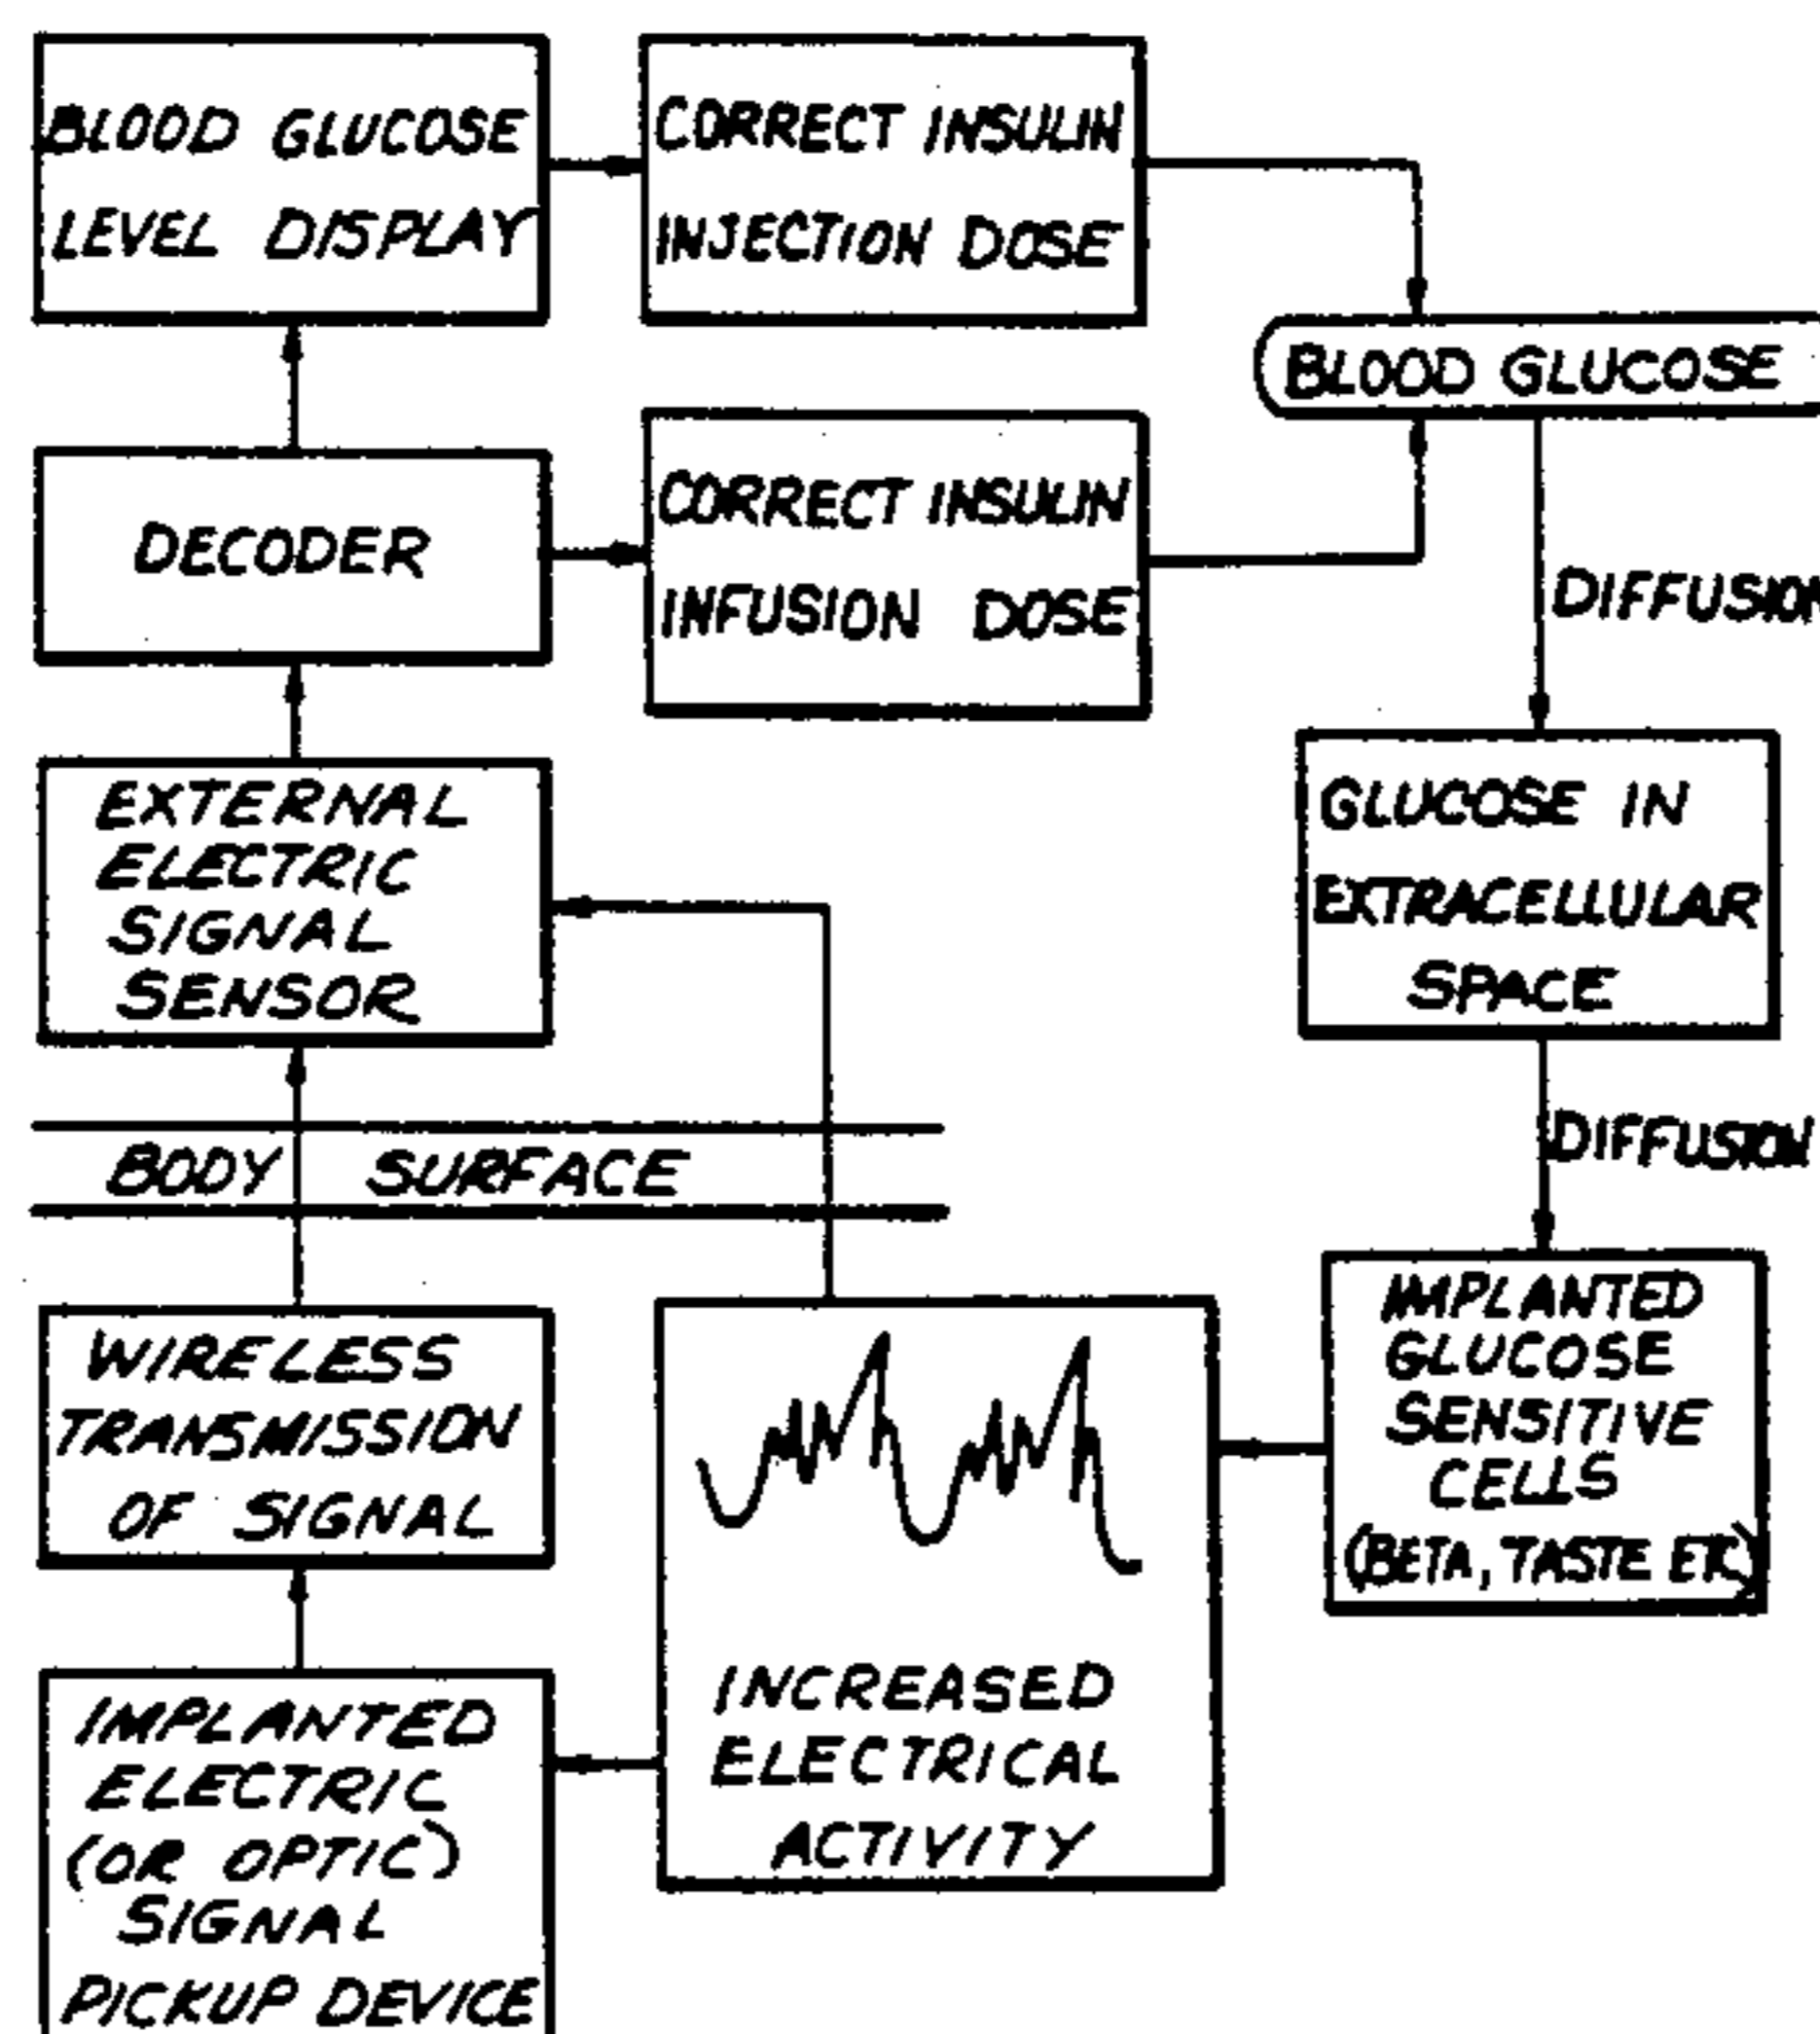 BLOOD GLUCOSE
LEVEL DISPLAY
CORRECT INSULIN
INJECTION DOSE
BLOOD GLUCOSE
DECODER
CORRECT INSULIN
INFUSION DOSE
DIFFUSION
EXTERNAL
ELECTRIC
SIGNAL
SENSOR
GLUCOSE IN
EXTRACELLULAR
SPACE
BODY SURFACE
DIFFUSION
WIRELESS
TRANSMISSION
OF SIGNAL
IMPLANTED
GLUCOSE
SENSITIVE
CELLS
(BETA, TASTE ETC)
INCREASED
ELECTRICAL
ACTIVITY
IMPLANTED
ELECTRIC
(OR OPTIC)
SIGNAL
PICKUP DEVICE